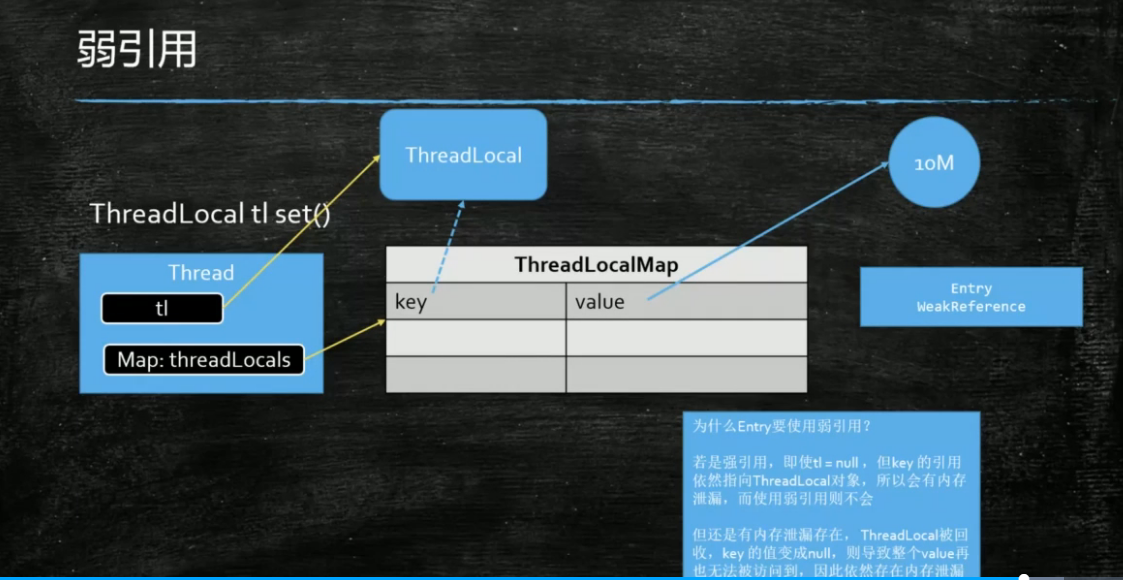 弱引用
ThreadLocal
10M
ThreadLocal tl set()
Thread
tl
Map: threadLocals
ThreadLocalMap
key
value
Entry
WeakReference
为什么Entry要使用弱引用?
若是强引用，即使tl = null ，但key 的引用
依然指向ThreadLocal对象，所以会有内存
泄漏，而使用弱引用则不会
但还是有内存泄漏存在，ThreadLocal被回
收，key 的值变成null，则导致整个value再
也无法被访问到，因此依然存在内存泄漏